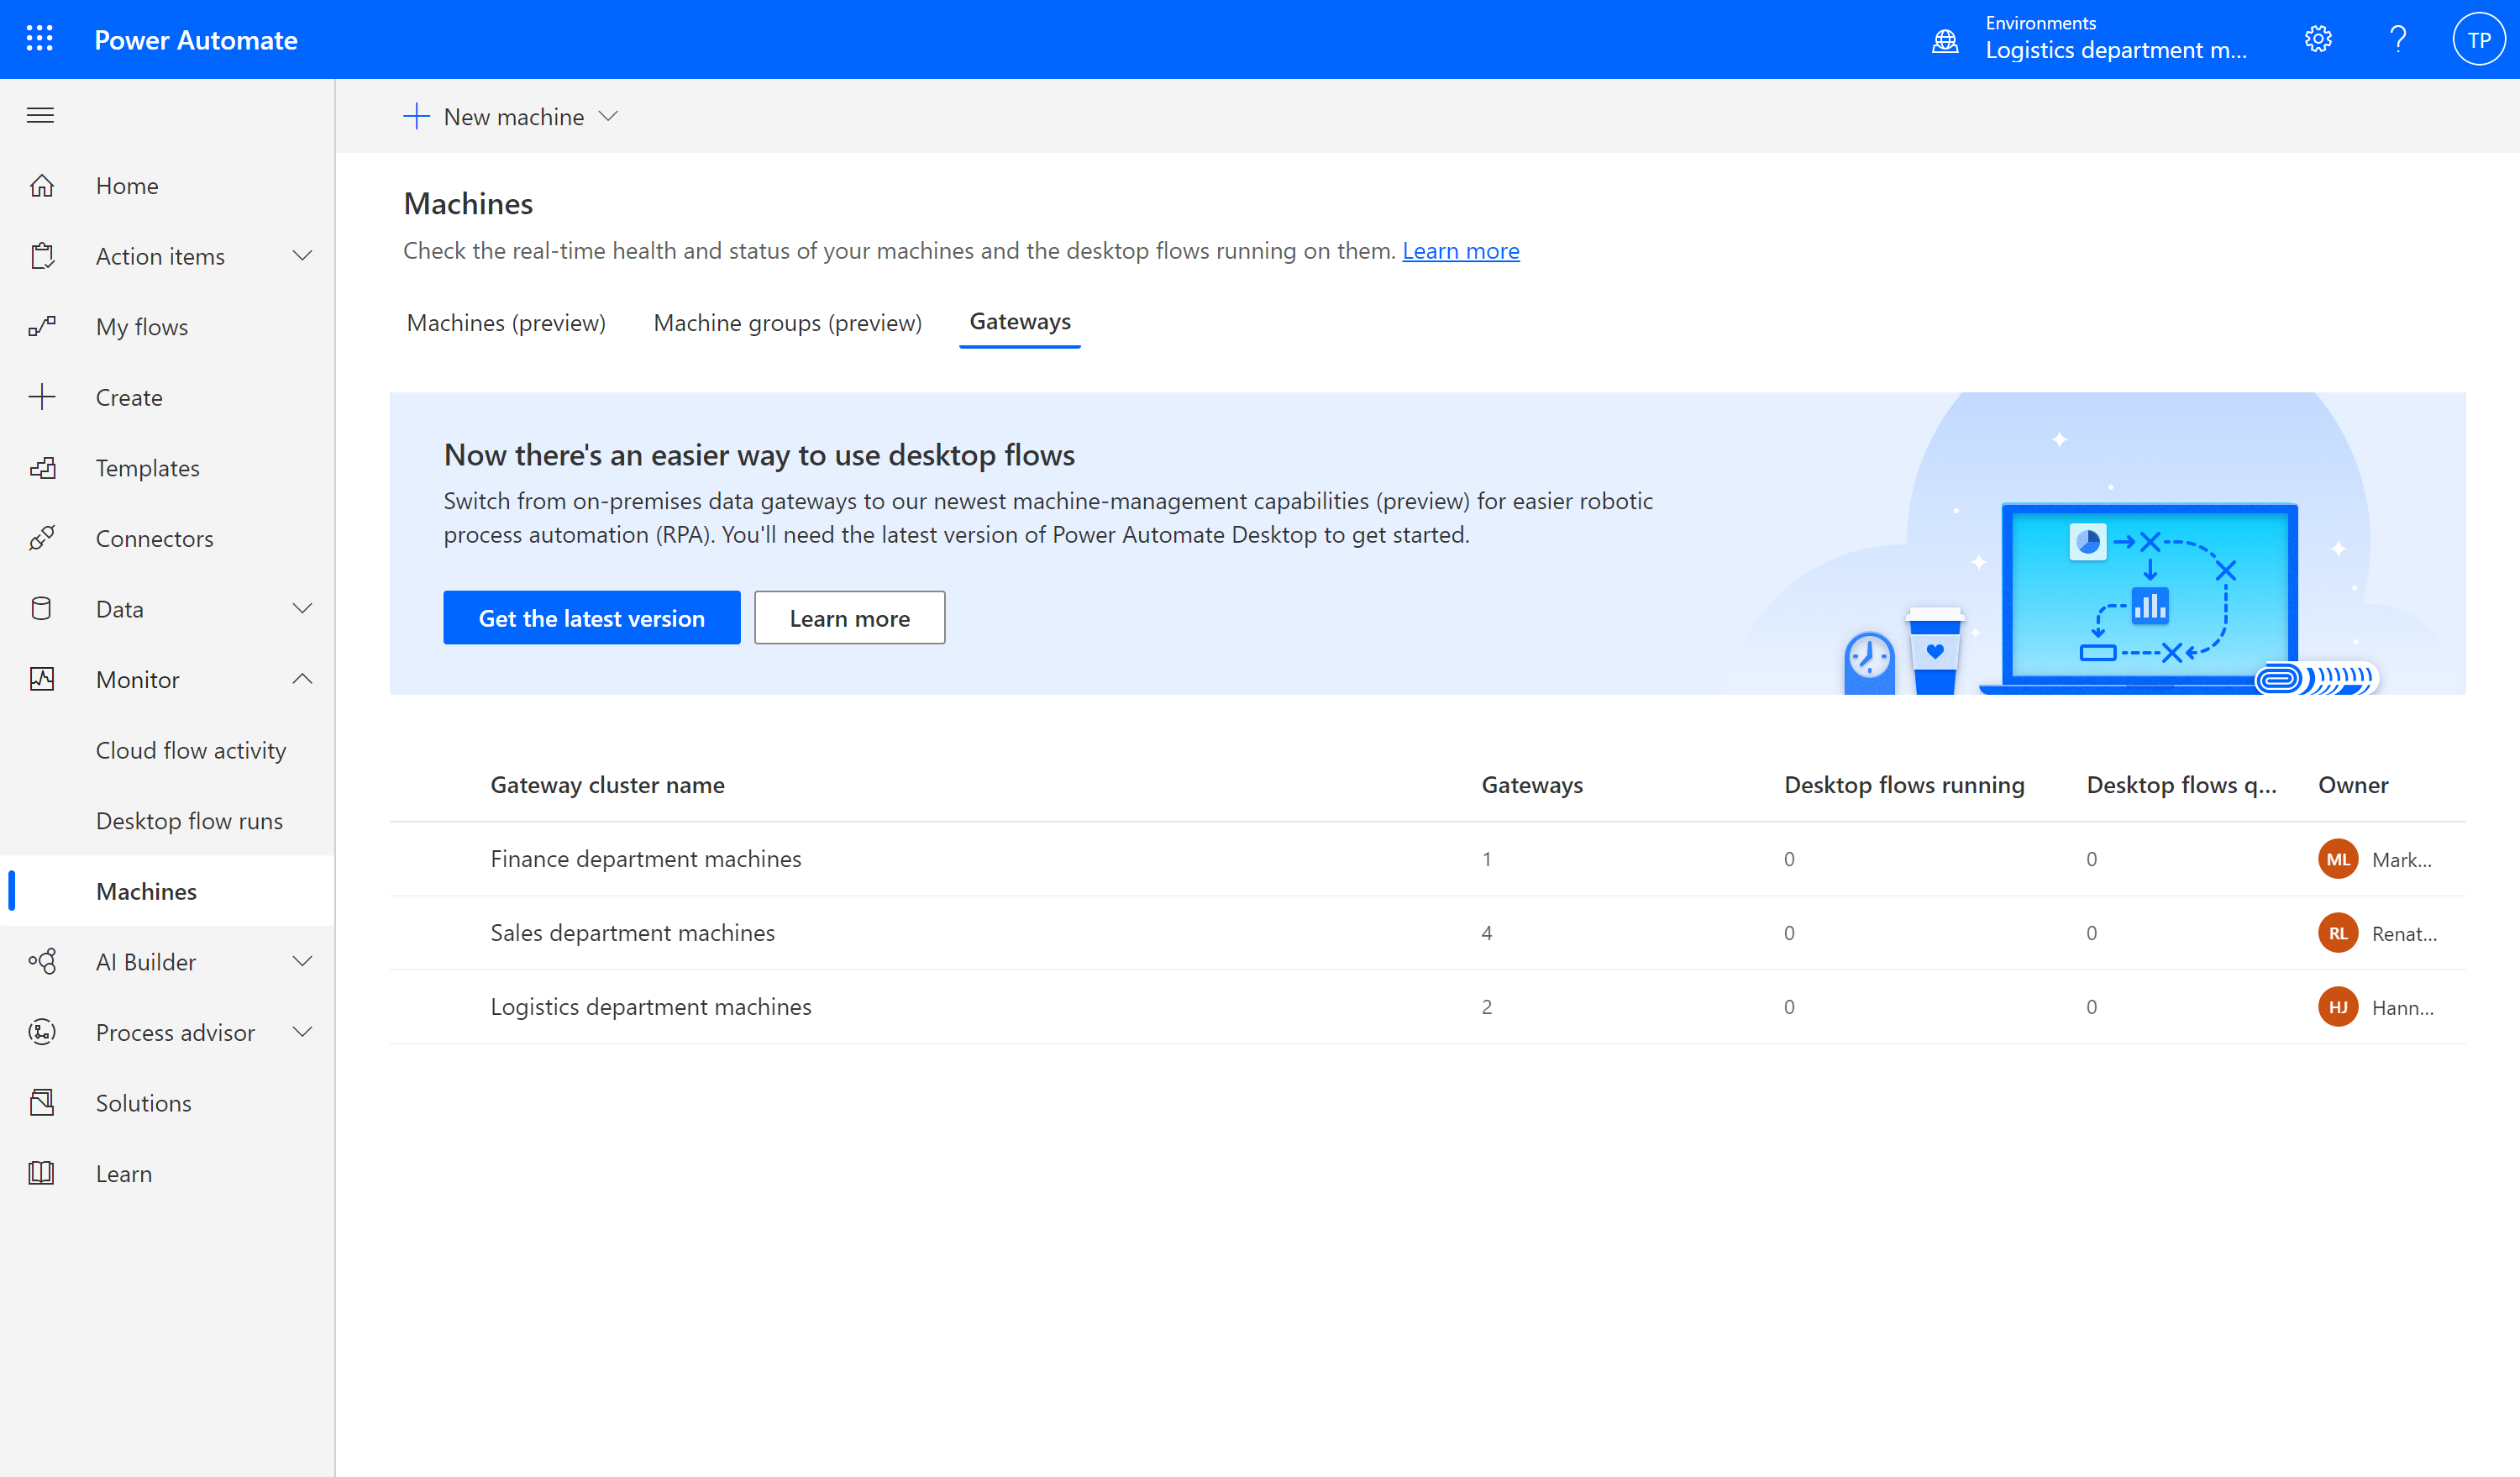 Power Automate
Environments
Logistics department m...
TP
New machine
Home
Action items
My flows
Create
Templates
Connectors
Data
Monitor
Cloud flow activity
Desktop flow runs
Machines
AI Builder
Process advisor
Solutions
Learn
Machines
Check the real-time health and status of your machines and the desktop flows running on them. Learn more
Machines (preview) Machine groups (preview) Gateways
Now there's an easier way to use desktop flows
Switch from on-premises data gateways to our newest machine-management capabilities (preview) for easier robotic
process automation (RPA). You'll need the latest version of Power Automate Desktop to get started.
Get the latest version Learn more
Gateway cluster name Gateways Desktop flows running Desktop flows q... Owner
Finance department machines 1 0 0 ML Mark...
Sales department machines 4 0 0 RL Renat...
Logistics department machines 2 0 0 HJ Hann...